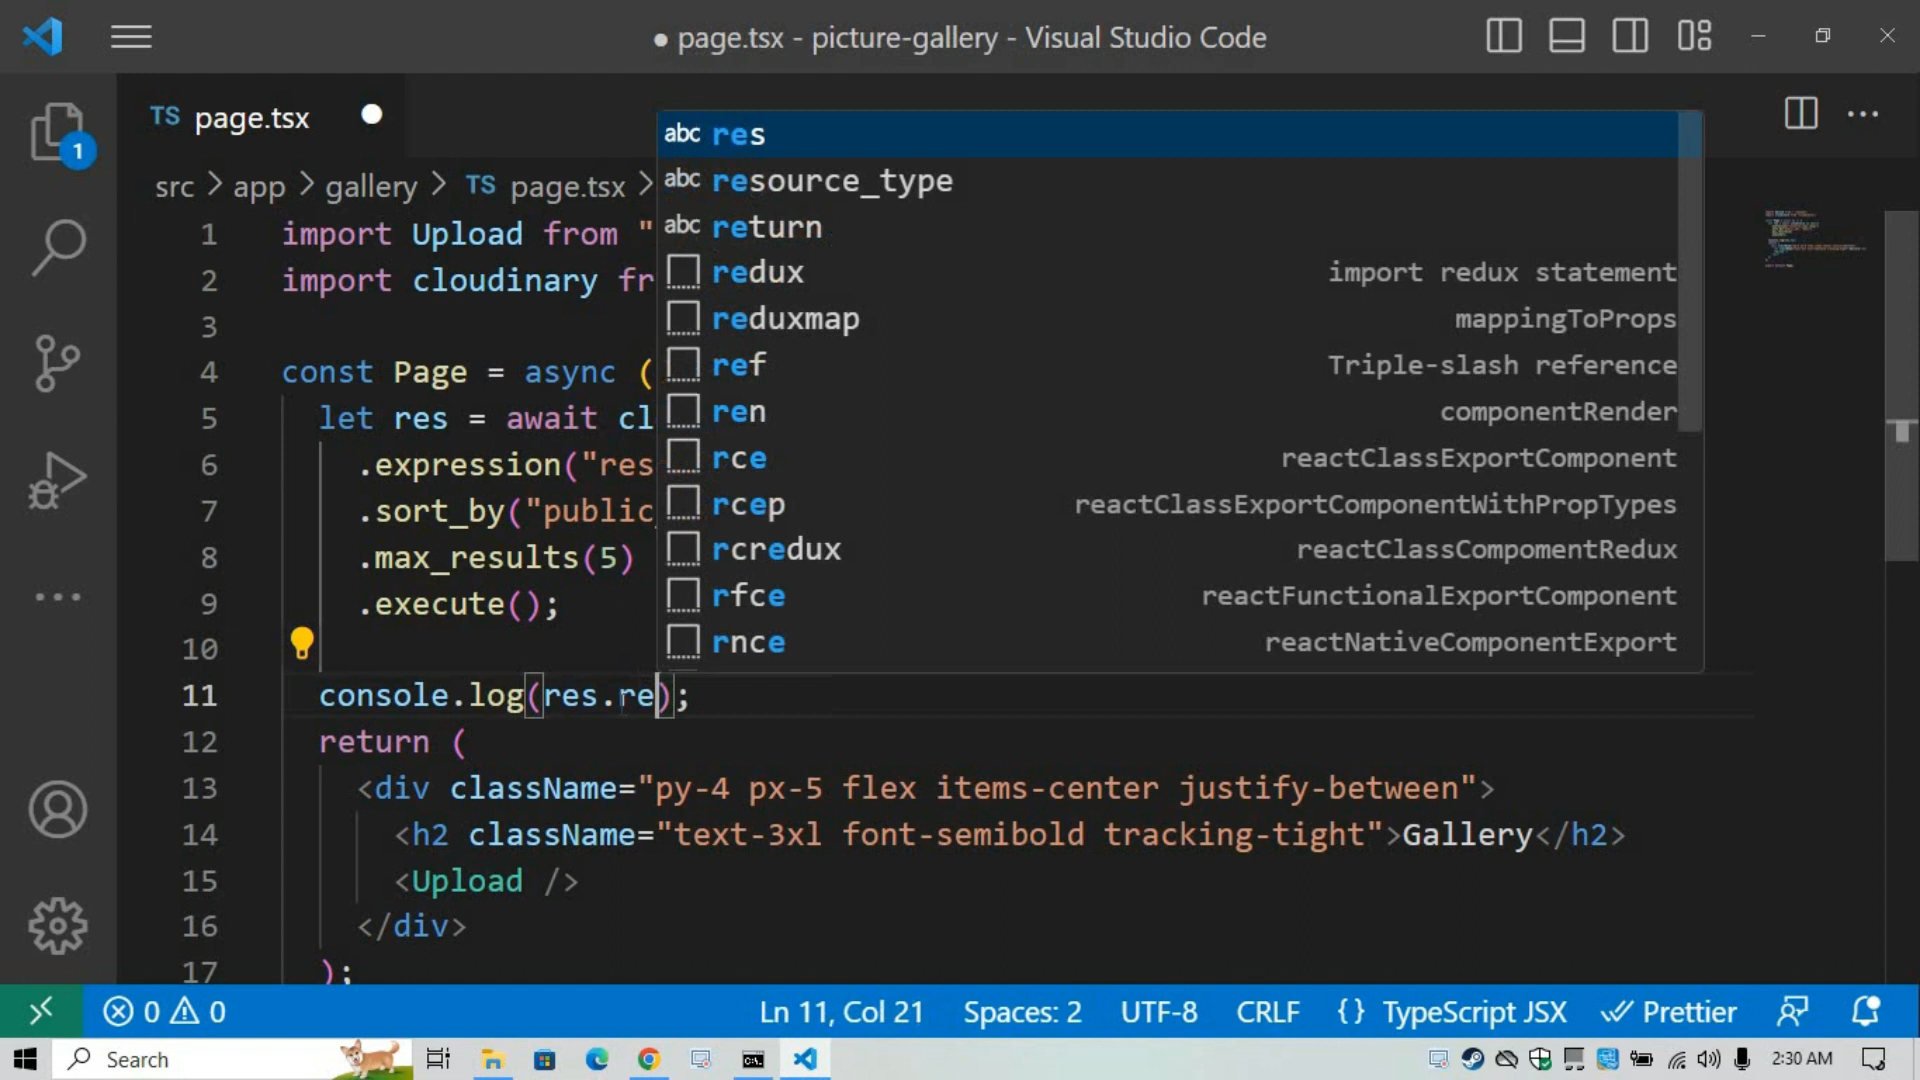 ● page.tsx - picture-gallery - Visual Studio Code
TS page.tsx ●
src > app > gallery > TS page.tsx >
1 import Upload from "
2 import cloudinary fr
3
4 const Page = async (
5 let res = await cl
6 .expression("res
7 .sort_by("public_
8 .max_results(5)
9 .execute();
10
11 console.log(res.re);
12 return (
13 <div className="py-4 px-5 flex items-center justify-between">
14 <h2 className="text-3xl font-semibold tracking-tight">Gallery</h2>
15 <Upload />
16 </div>
17 );
abc res
abc resource_type
abc return
redux import redux statement
reduxmap mappingToProps
ref Triple-slash reference
ren componentRender
rce reactClassExportComponent
rcep reactClassExportComponentWithPropTypes
rcredux reactClassCompomentRedux
rfce reactFunctionalExportComponent
rnce reactNativeComponentExport
1
0 0 Ln 11, Col 21 Spaces: 2 UTF-8 CRLF {} TypeScript JSX Prettier
Search 2:30 AM